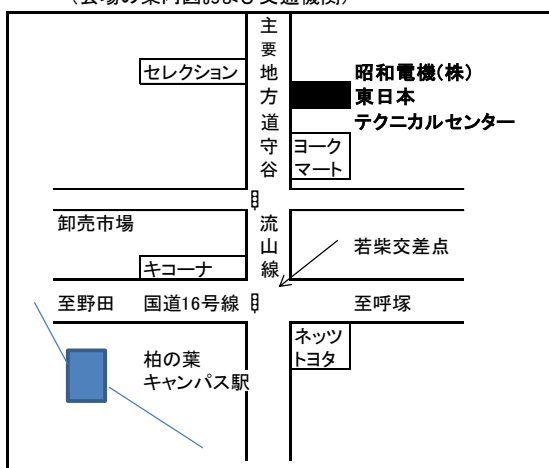 (会場の案内図および交通機関)
主要地方道守谷流山線
セレクション
昭和電機(株)
東日本
テクニカルセンター
ヨーク
マート
卸売市場
若柴交差点
キコーナ
至野田
国道16号線
至呼塚
ネッツ
トヨタ
柏の葉
キャンパス駅